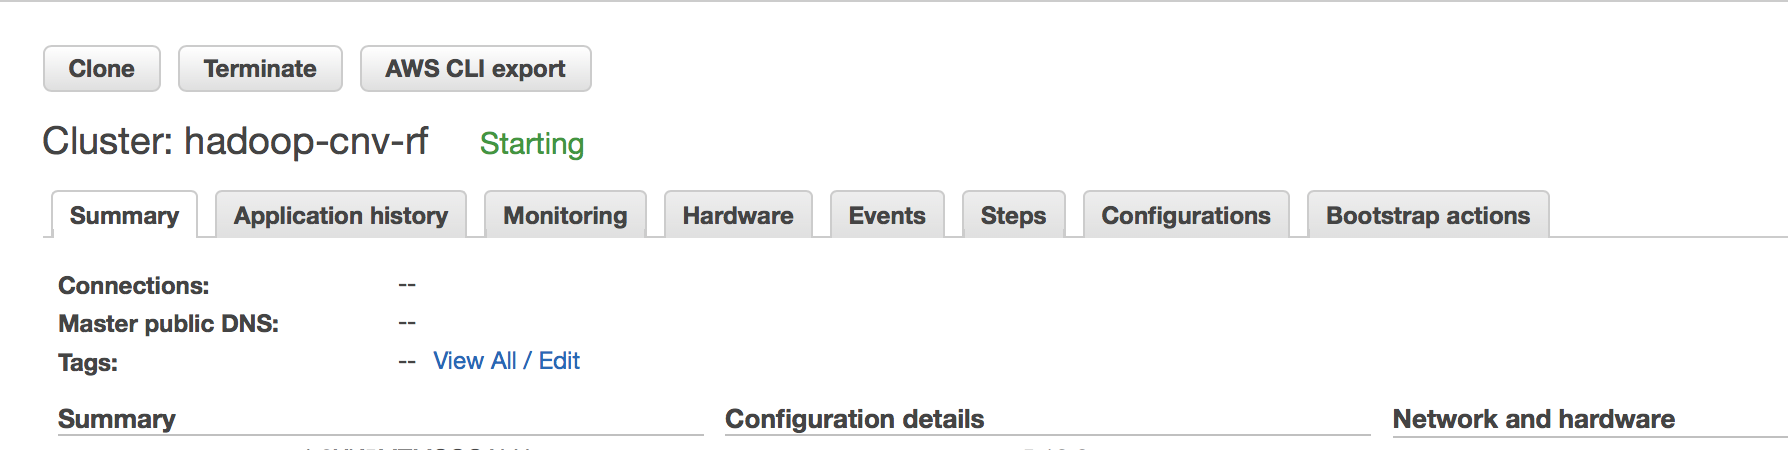 Clone Terminate AWS CLI export
Cluster: hadoop-cnv-rf Starting
Summary Application history Monitoring Hardware Events Steps Configurations Bootstrap actions
Connections: --
Master public DNS: --
Tags: -- View All / Edit
Summary Configuration details Network and hardware